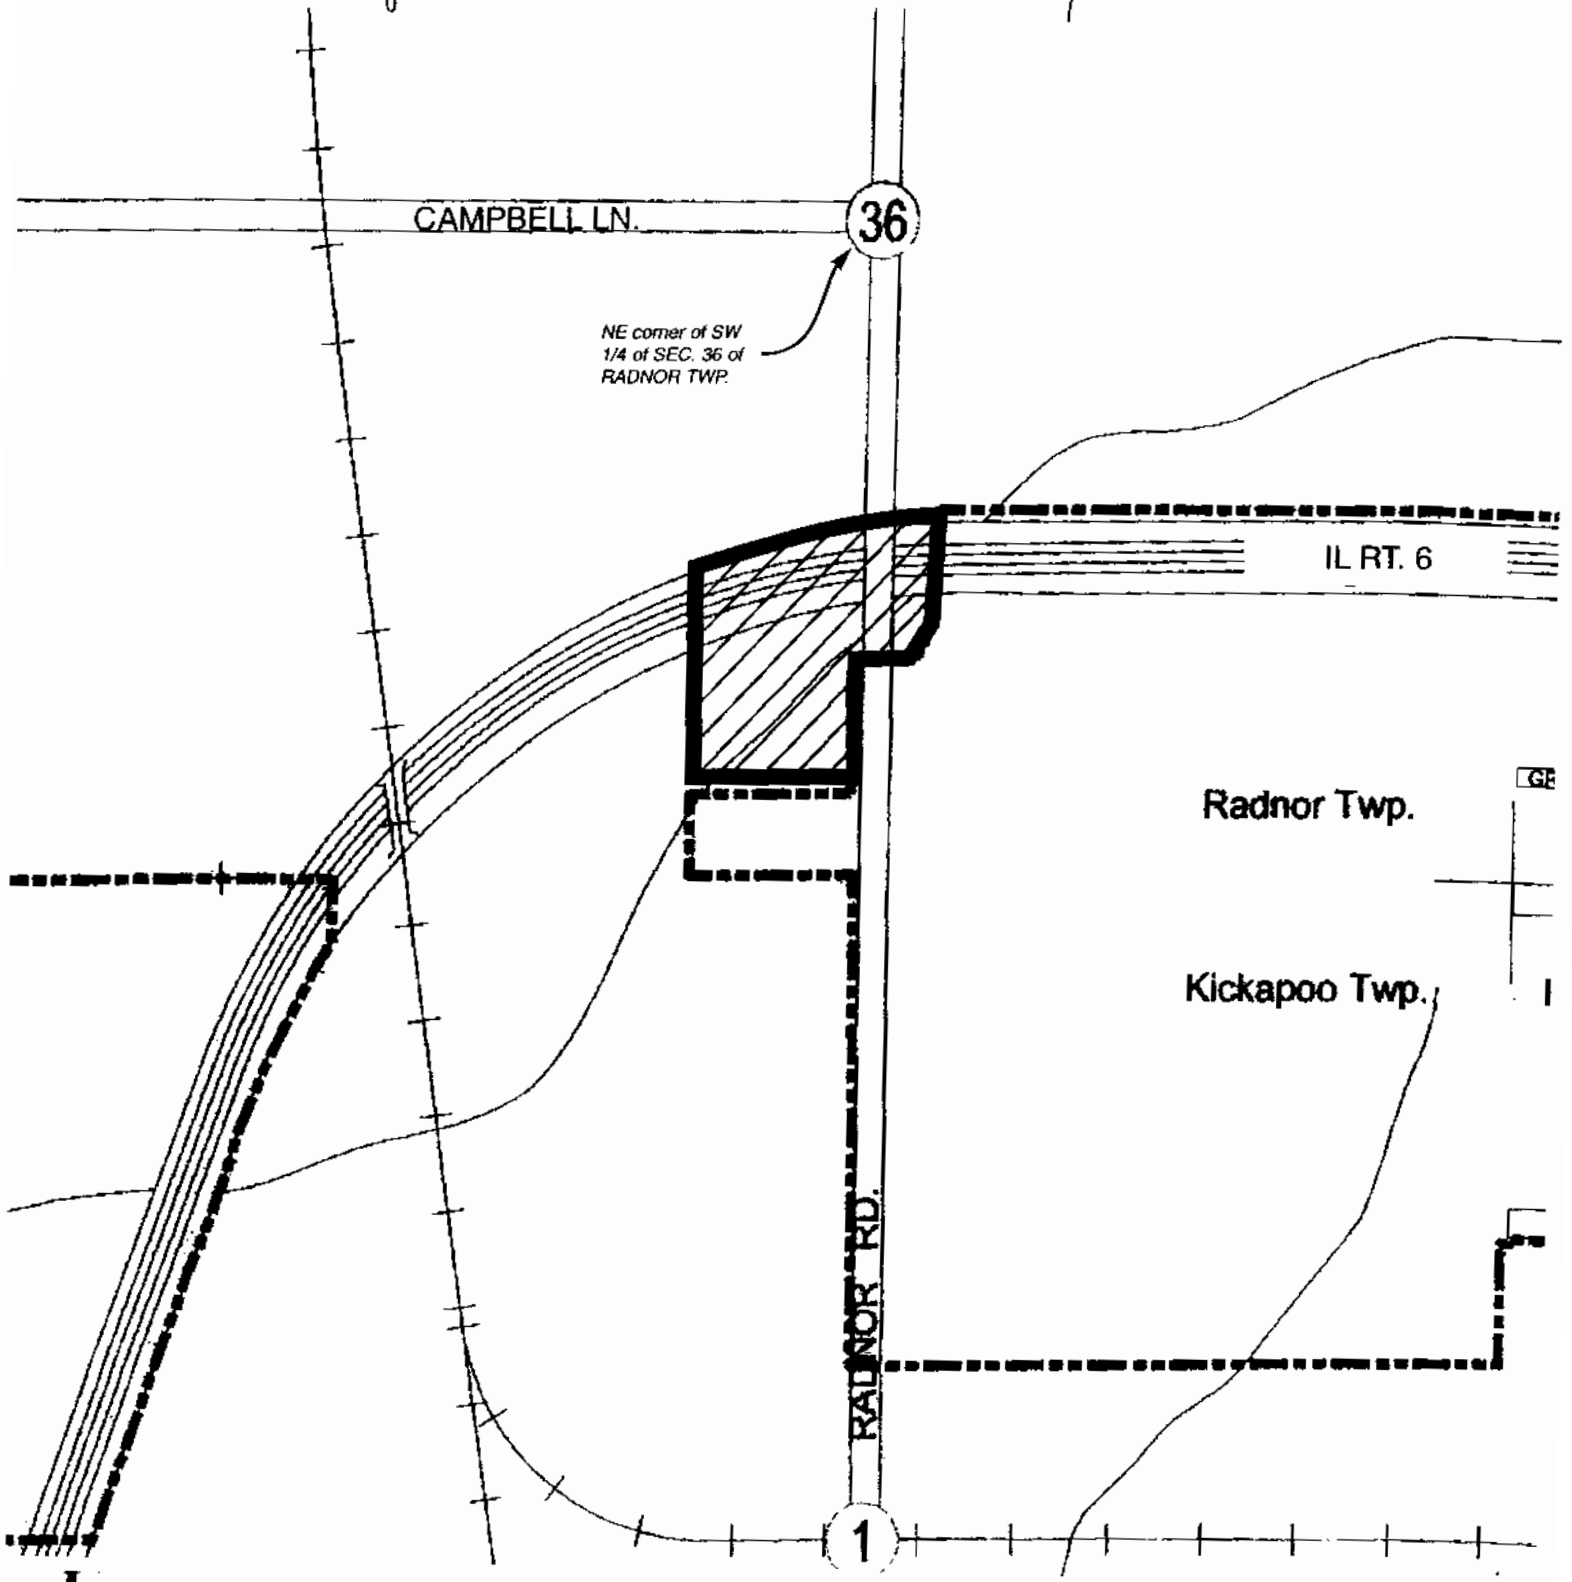 CAMPBELL LN.
36
NE corner of SW
1/4 of SEC. 36 of
RADNOR TWP.
IL RT. 6
Radnor Twp.
Kickapoo Twp.
RADNOR RD.
1